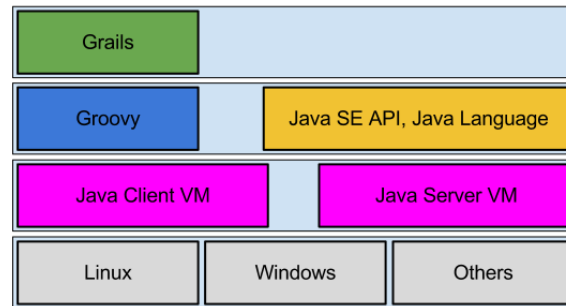 Grails
Groovy
Java SE API, Java Language
Java Client VM
Java Server VM
Linux
Windows
Others